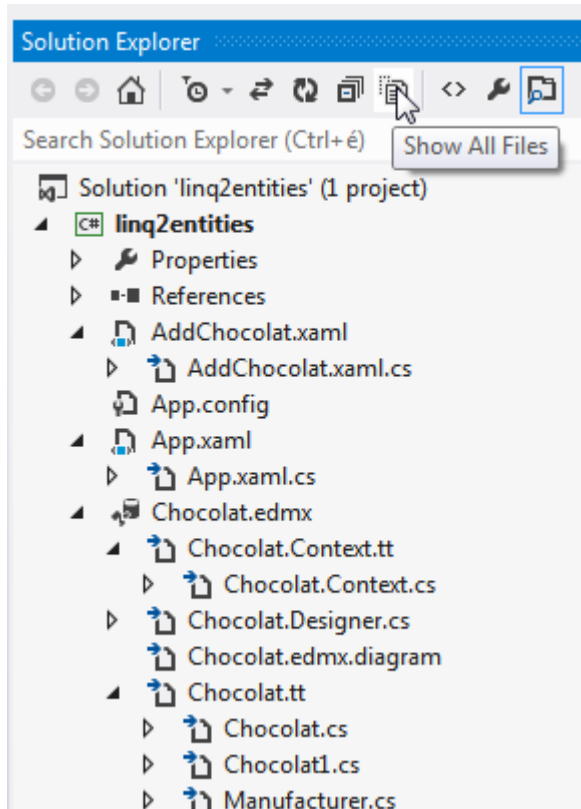 Solution Explorer
Search Solution Explorer (Ctrl+é)
Show All Files
Solution 'linq2entities' (1 project)
C# linq2entities
Properties
References
AddChocolat.xaml
AddChocolat.xaml.cs
App.config
App.xaml
App.xaml.cs
Chocolat.edmx
Chocolat.Context.tt
Chocolat.Context.cs
Chocolat.Designer.cs
Chocolat.edmx.diagram
Chocolat.tt
Chocolat.cs
Chocolat1.cs
Manufacturer.cs